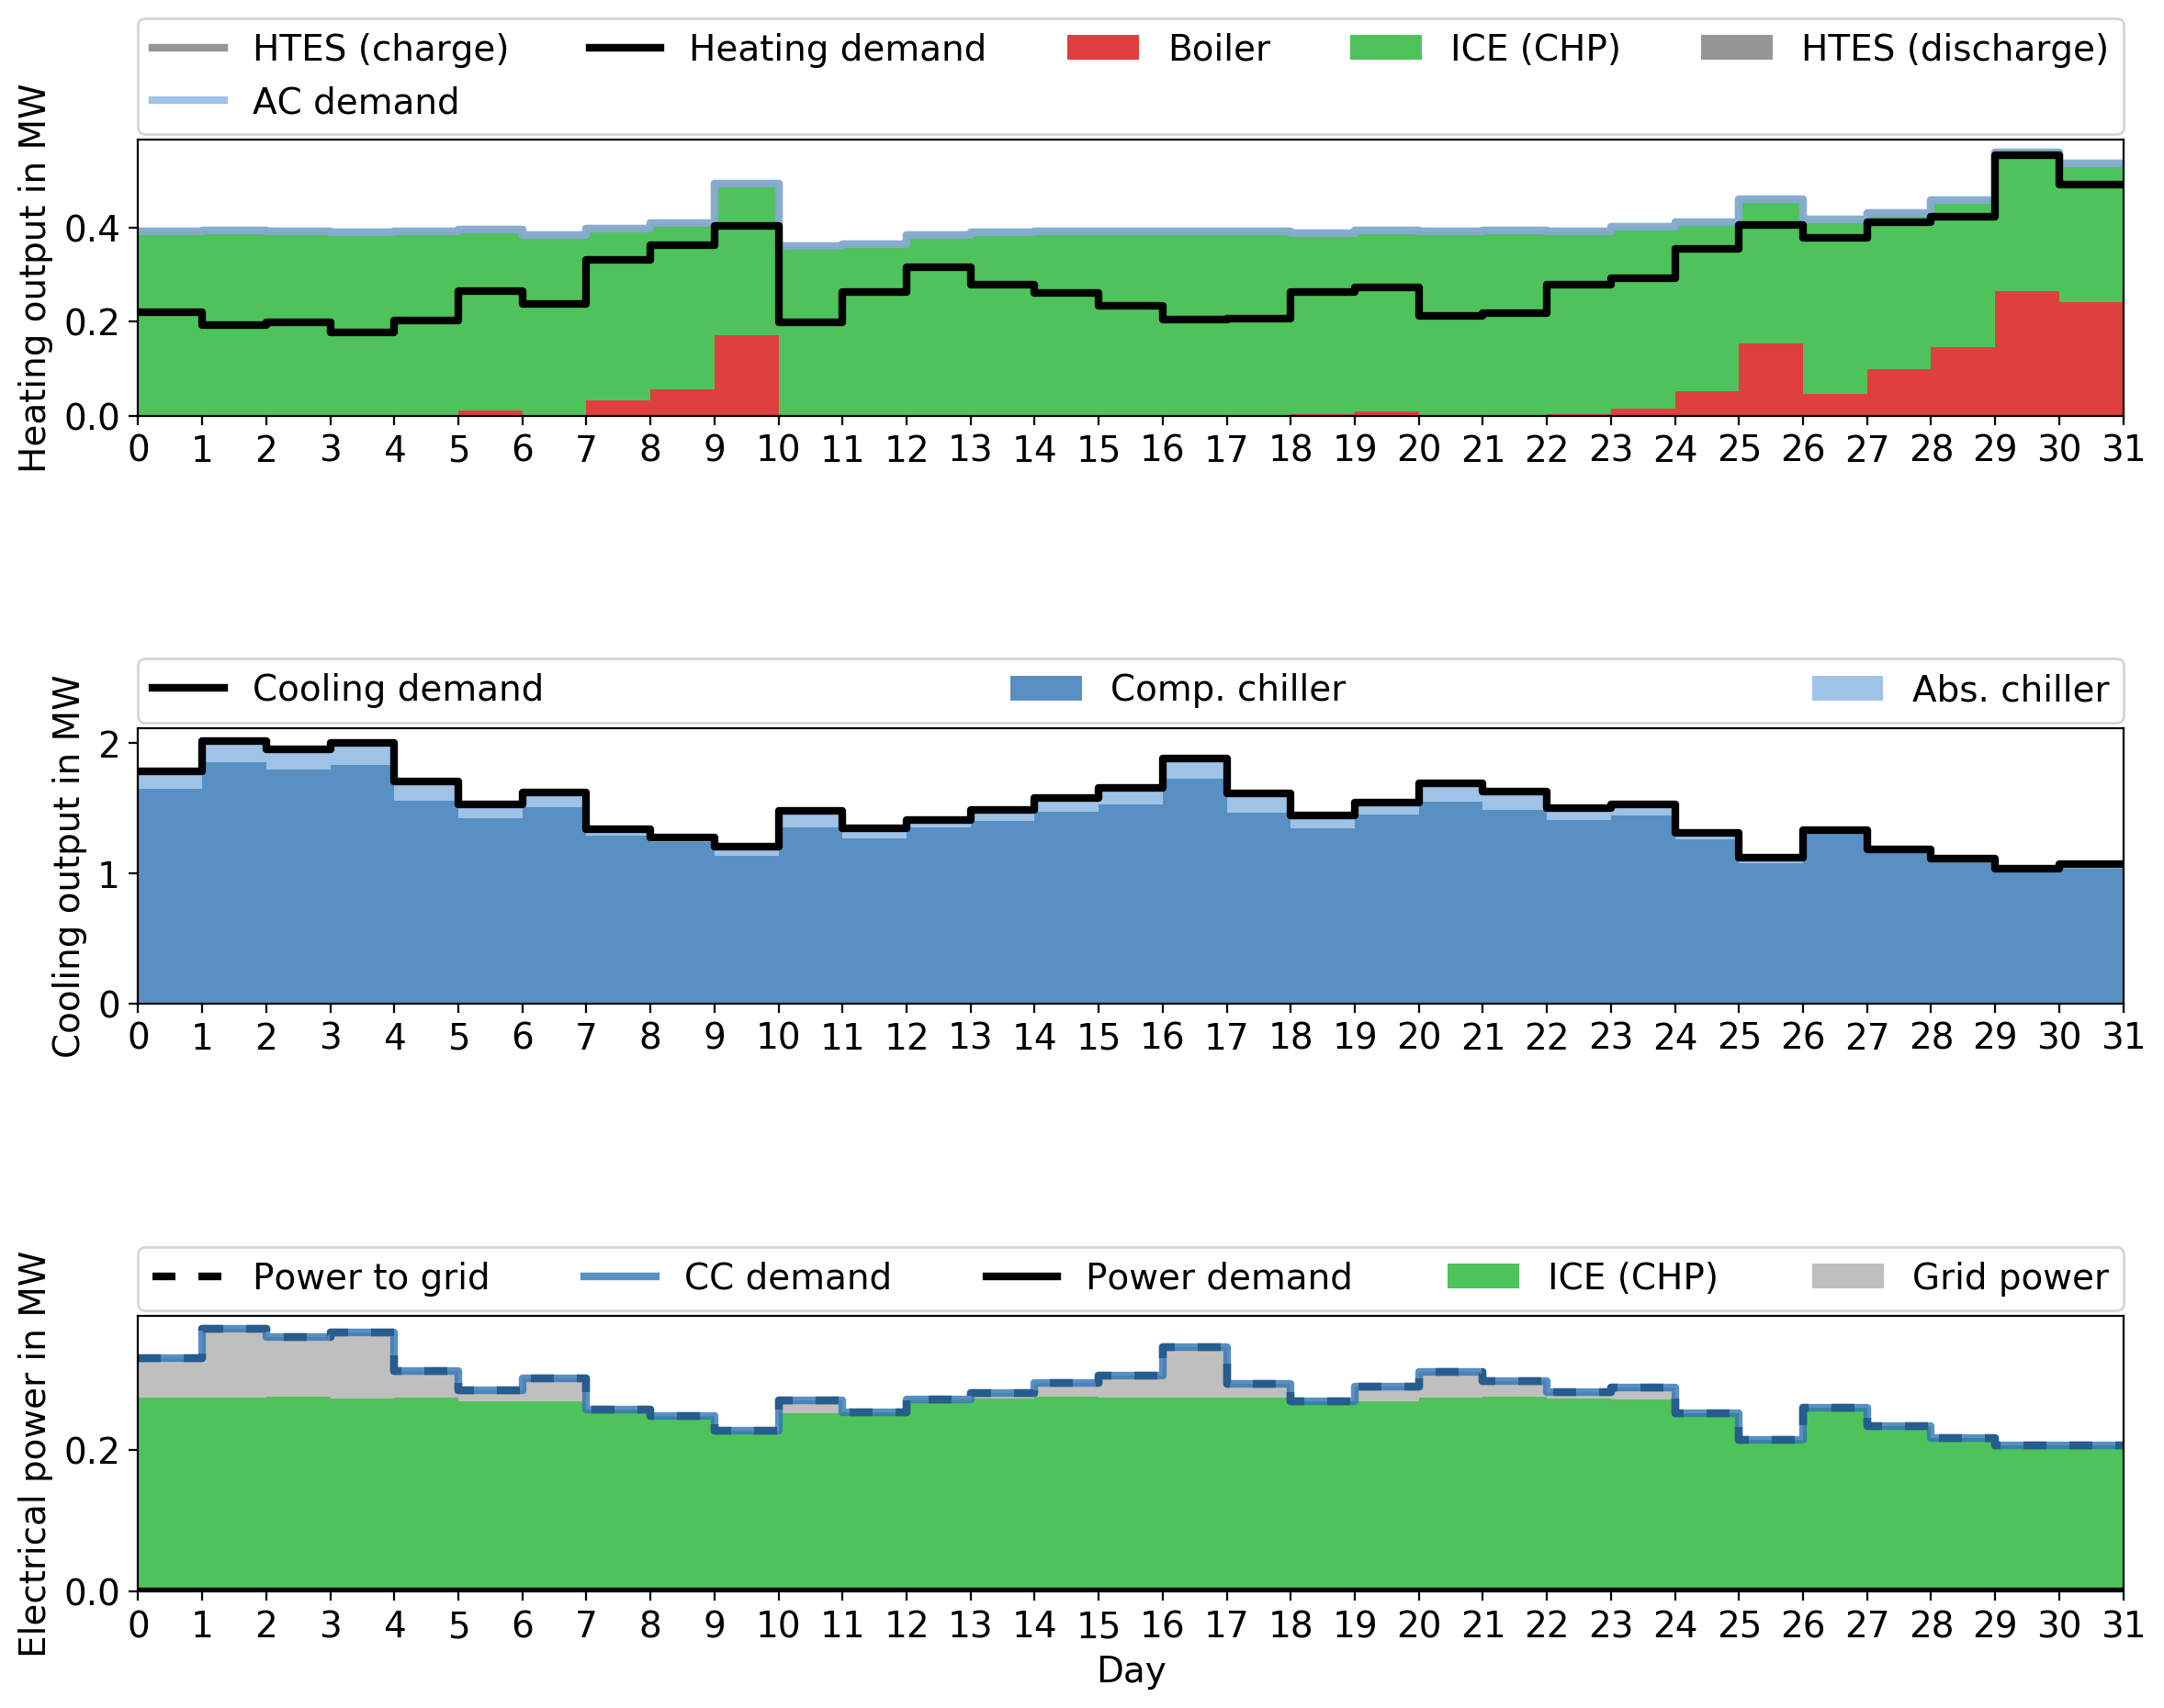 HTES (charge) Heating demand Boiler ICE (CHP) HTES (discharge)
AC demand
Heating output in MW
0.4
0.2
0.0
0 1 2 3 4 5 6 7 8 9 10 11 12 13 14 15 16 17 18 19 20 21 22 23 24 25 26 27 28 29 30 31
Cooling demand Comp. chiller Abs. chiller
Cooling output in MW
2
1
0
0 1 2 3 4 5 6 7 8 9 10 11 12 13 14 15 16 17 18 19 20 21 22 23 24 25 26 27 28 29 30 31
Power to grid CC demand Power demand ICE (CHP) Grid power
Electrical power in MW
0.2
0.0
0 1 2 3 4 5 6 7 8 9 10 11 12 13 14 15 16 17 18 19 20 21 22 23 24 25 26 27 28 29 30 31
Day